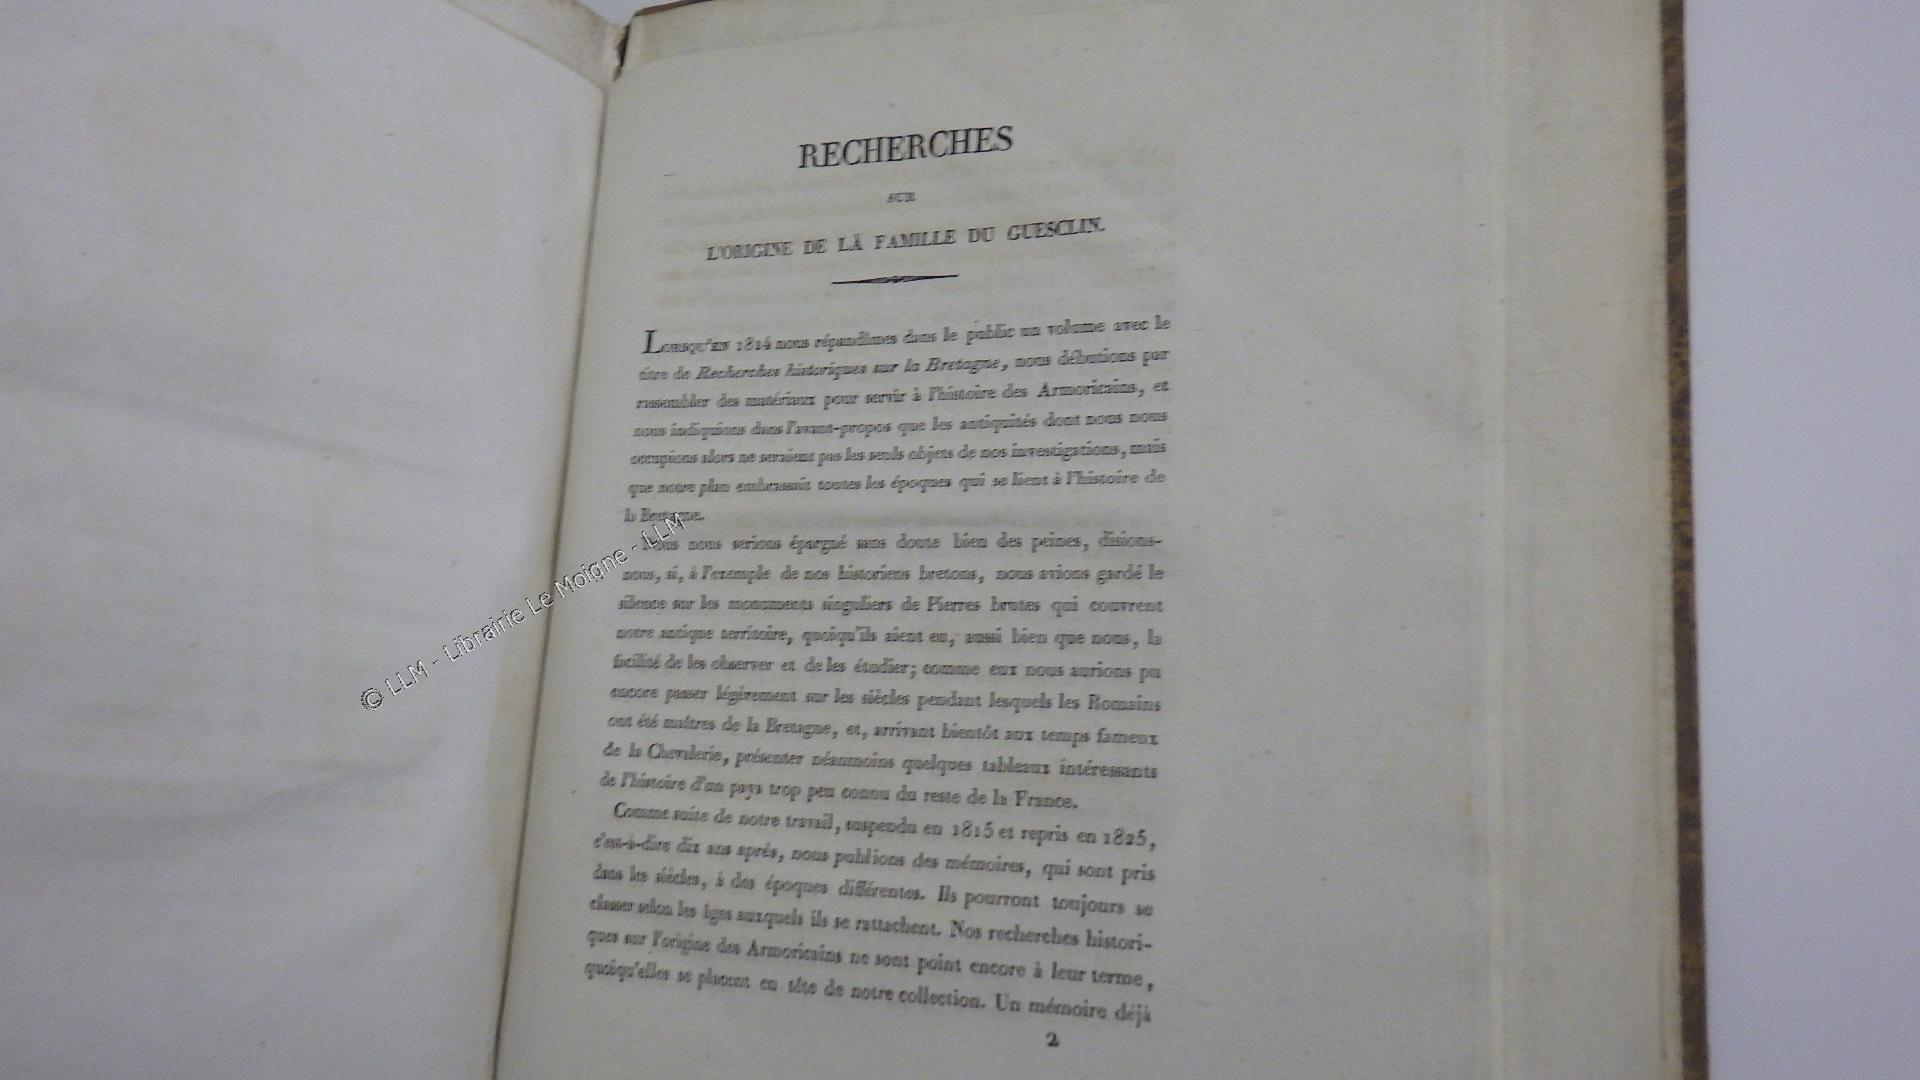 RECHERCHES
SUR
L'ORIGINE DE LA FAMILLE DU GUESCLIN.
LORSQU'EN 1814 nous répandîmes dans le public un volume avec le
titre de Recherches historiques sur la Bretagne, nous débutions par
rassembler des matériaux pour servir à l'histoire des Armoricains, et
nous indiquions dans l'avant-propos que les antiquités dont nous nous
occupions alors ne seraient pas les seuls objets de nos investigations, mais
que notre plan embrassait toutes les époques qui se lient à l'histoire de
la Bretagne.
Nous nous serions épargné sans doute bien des peines, disions-
nous, si, à l'exemple de nos historiens bretons, nous avions gardé le
silence sur les monuments singuliers de Pierres brutes qui couvrent
notre antique territoire, quoiqu'ils aient eu, aussi bien que nous, la
facilité de les observer et de les étudier; comme eux nous aurions pu
encore passer légèrement sur les siècles pendant lesquels les Romains
ont été maîtres de la Bretagne, et, arrivant bientôt aux temps fameux
de la Chevalerie, présenter néanmoins quelques tableaux intéressants
de l'histoire d'un pays trop peu connu du reste de la France.
Comme suite de notre travail, suspendu en 1815 et repris en 1825,
c'est-à-dire dix ans après, nous publions des mémoires, qui sont pris
dans les siècles, à des époques différentes. Ils pourront toujours se
classer selon les âges auxquels ils se rattachent. Nos recherches histori-
ques sur l'origine des Armoricains ne sont point encore à leur terme,
quoiqu'elles se placent en tête de notre collection. Un mémoire déjà
2
© LLM - Librairie Le Moigne - LLM